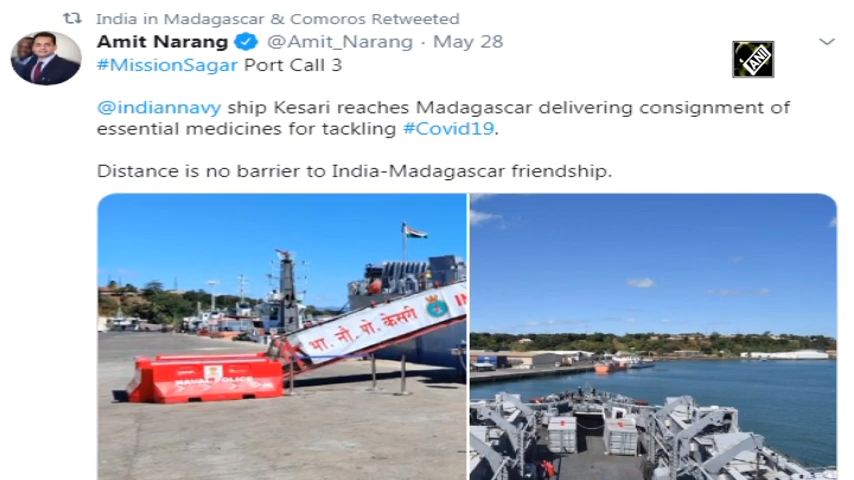 India in Madagascar & Comoros Retweeted
Amit Narang @Amit_Narang · May 28
#MissionSagar Port Call 3
ANI
@indiannavy ship Kesari reaches Madagascar delivering consignment of
essential medicines for tackling #Covid19.
Distance is no barrier to India-Madagascar friendship.
भा. नौ. पो. केसरी IN
NAVAL POLICE